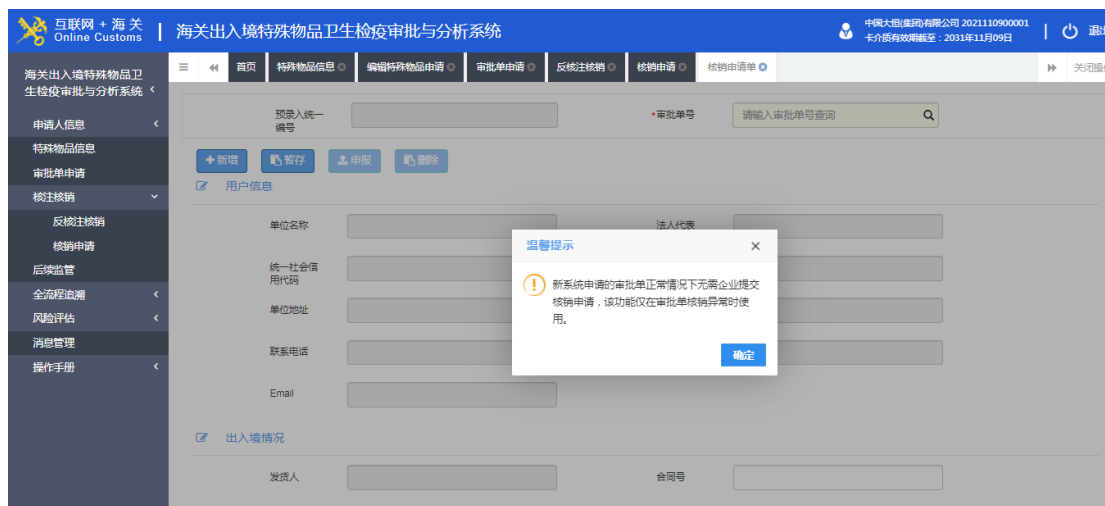 互联网 + 海关
Online Customs
海关出入境特殊物品卫生检疫审批与分析系统
中国大恒(集团)有限公司 2021110900001
卡介质有效期截至：2031年11月09日
退出
海关出入境特殊物品卫
生检疫审批与分析系统
首页
特殊物品信息
编辑特殊物品申请
审批单申请
反核注核销
核销申请
核销申请单
关闭操作
申请人信息
特殊物品信息
审批单申请
核注核销
反核注核销
核销申请
后续监管
全流程追溯
风险评估
消息管理
操作手册
预录入统一
编号
*审批单号
请输入审批单号查询
新增
暂存
申报
删除
用户信息
单位名称
法人代表
统一社会信
用代码
单位地址
联系电话
Email
温馨提示
新系统申请的审批单正常情况下无需企业提交
核销申请，该功能仅在审批单核销异常时使
用。
确定
出入境情况
发货人
合同号